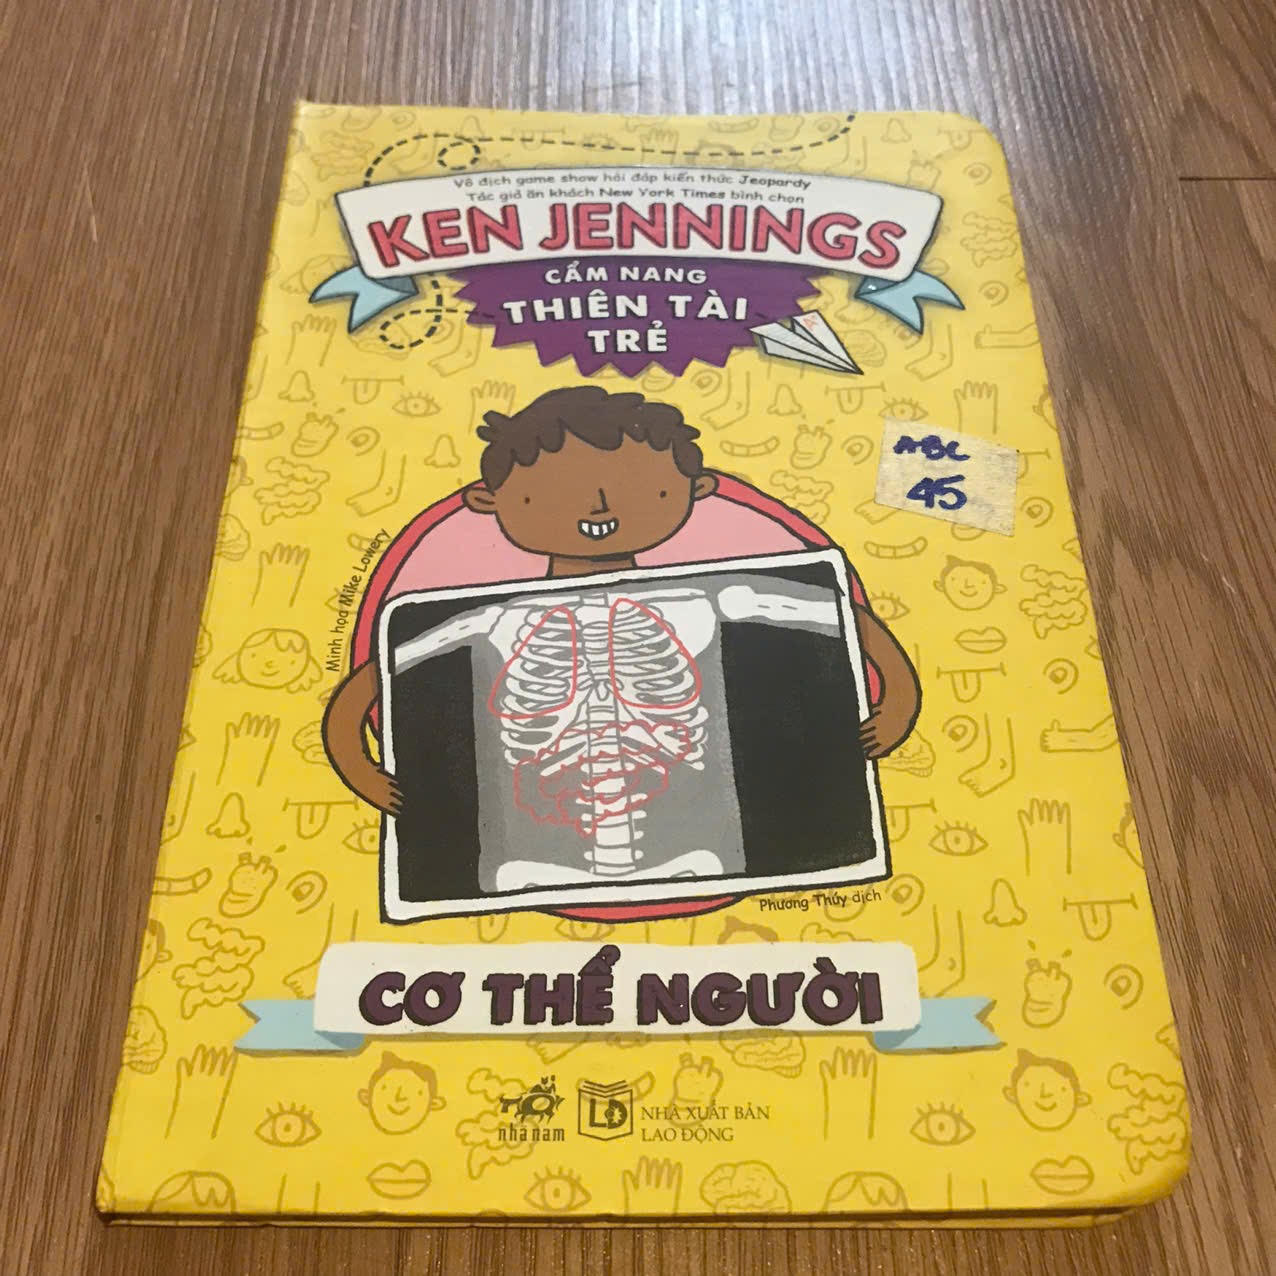 Vô địch game show hỏi đáp kiến thức Jeopardy
Tác giả ăn khách New York Times bình chọn
KEN JENNINGS
CẨM NANG
THIÊN TÀI
TRẺ
A+
ABC
45
Minh họa Mike Lowery
Phương Thúy dịch
CƠ THỂ NGƯỜI
nhã nam
LĐ
NHÀ XUẤT BẢN
LAO ĐỘNG